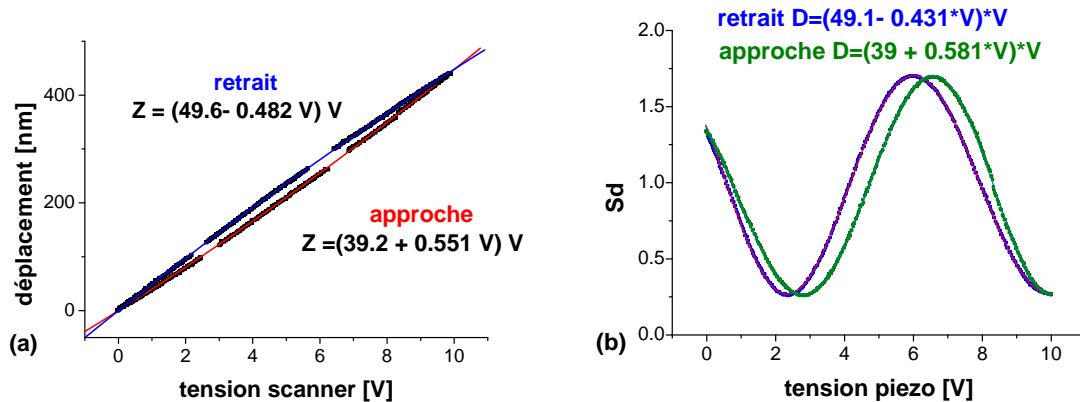 retrait
Z = (49.6- 0.482 V) V
approche
Z =(39.2 + 0.551 V) V
déplacement [nm]
400
200
0
0
2
4
6
8
10
tension scanner [V]
(a)
retrait D=(49.1- 0.431*V)*V
approche D=(39 + 0.581*V)*V
Sd
2.0
1.5
1.0
0.5
0.0
0
2
4
6
8
10
tension piezo [V]
(b)